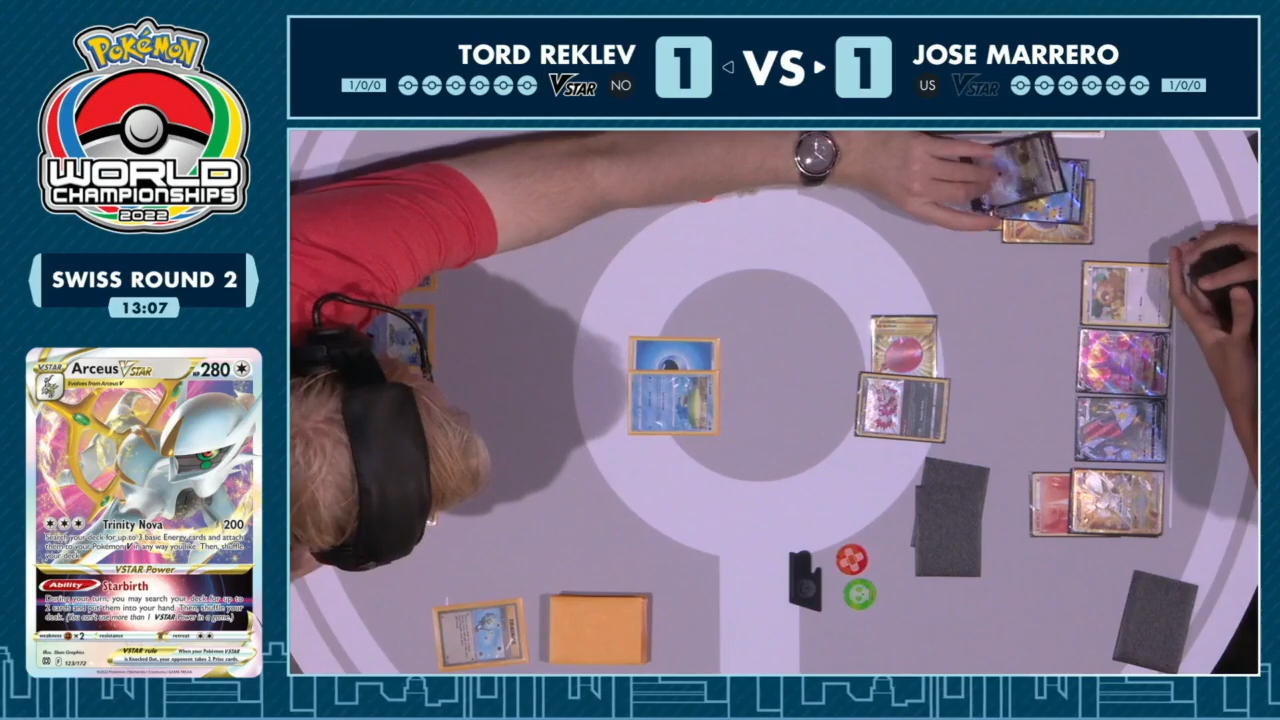 Pokémon
WORLD
CHAMPIONSHIPS
2022
TORD REKLEV
1/0/0
VSTAR
NO
1
VS
1
JOSE MARRERO
US
VSTAR
1/0/0
SWISS ROUND 2
13:07
VSTAR
Arceus VSTAR
280
Evolves from Arceus V
Trinity Nova 200
Search your deck for up to 3 basic Energy cards and attach
them to your Pokémon V in any way you like. Then, shuffle
your deck.
VSTAR Power
Ability Starbirth
During your turn, you may search your deck for up to
2 cards and put them into your hand. Then, shuffle your
deck. (You can't use more than 1 VSTAR Power in a game.)
weakness ×2 resistance retreat
VSTAR rule
When your Pokémon VSTAR
is Knocked Out, your opponent takes 2 Prize cards.
123/172